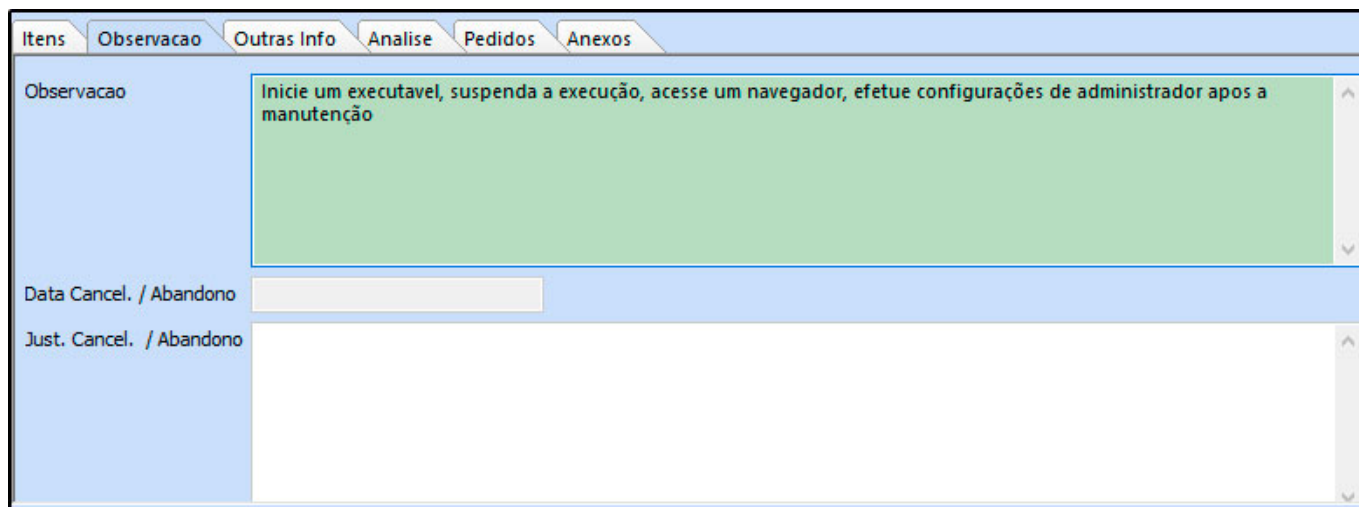 Itens Observacao Outras Info Analise Pedidos Anexos
Observacao
Inicie um executavel, suspenda a execução, acesse um navegador, efetue configurações de administrador apos a
manutenção
Data Cancel. / Abandono
Just. Cancel. / Abandono